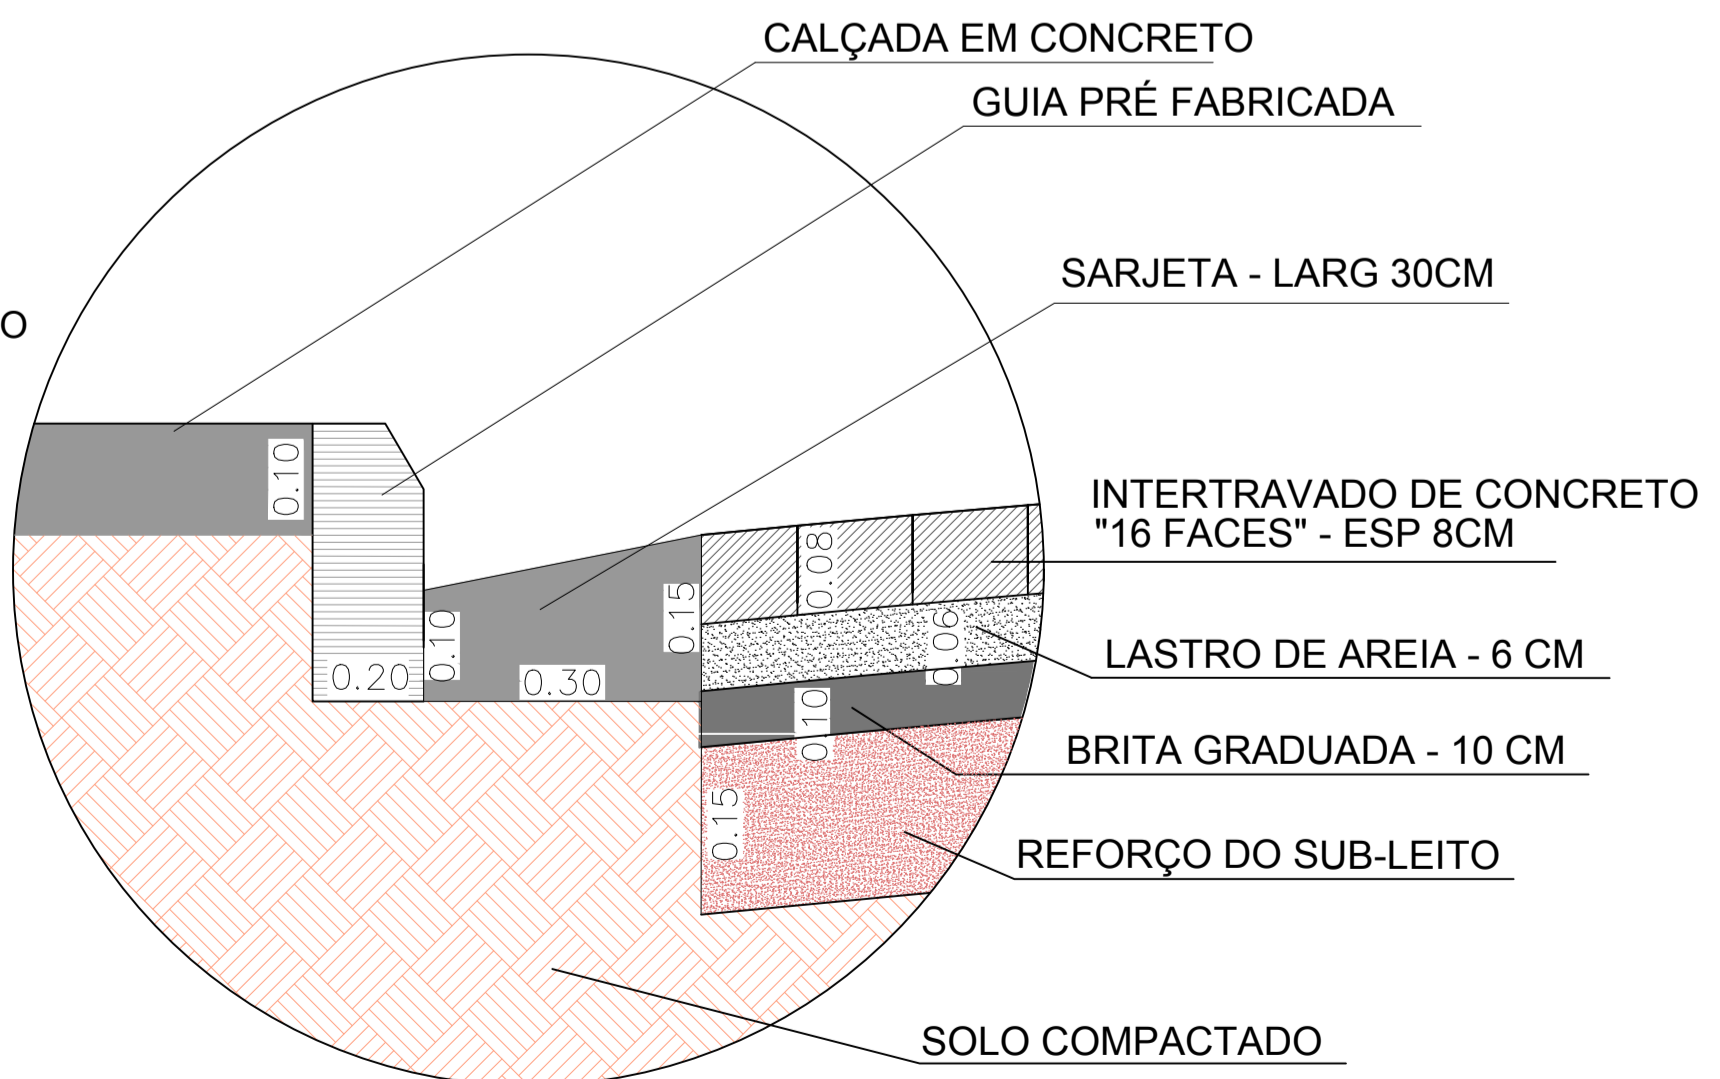 CALÇADA EM CONCRETO
GUIA PRÉ FABRICADA
SARJETA - LARG 30CM
O
0.10
INTERTRAVADO DE CONCRETO
"16 FACES" - ESP 8CM
0.08
0.15
0.10
0.06
0.20
0.30
LASTRO DE AREIA - 6 CM
0.10
BRITA GRADUADA - 10 CM
0.15
REFORÇO DO SUB-LEITO
SOLO COMPACTADO